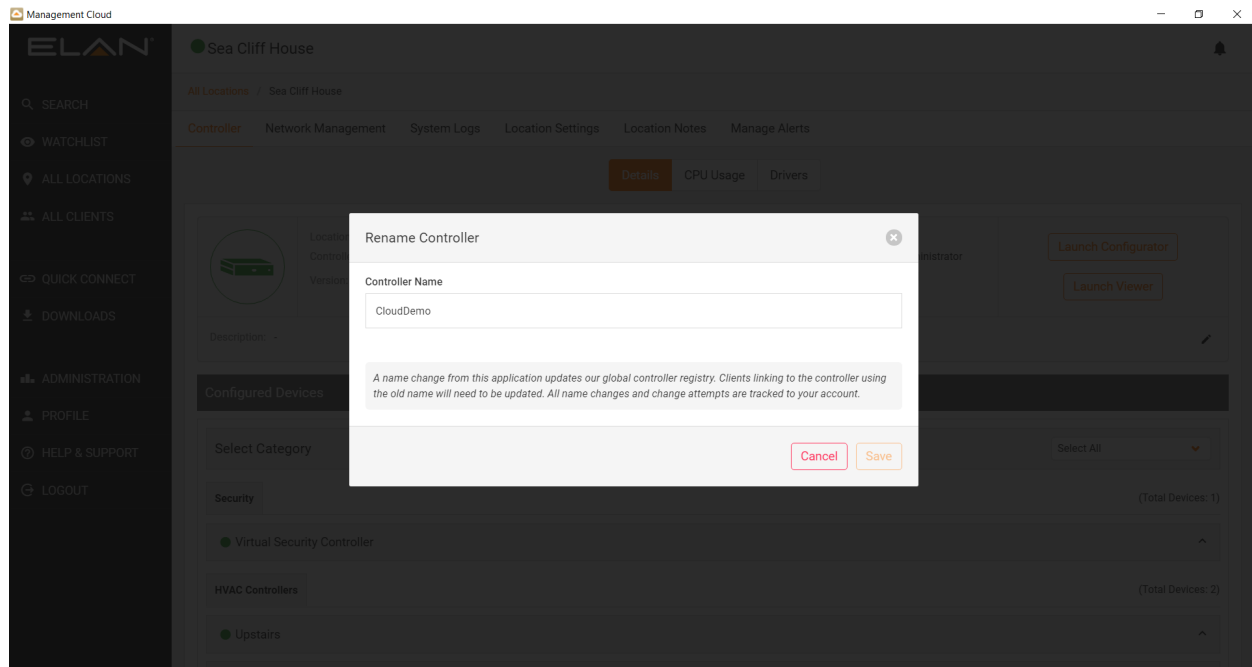 Management Cloud
ELAN
Sea Cliff House
All Locations / Sea Cliff House
SEARCH
WATCHLIST
ALL LOCATIONS
ALL CLIENTS
QUICK CONNECT
DOWNLOADS
ADMINISTRATION
PROFILE
HELP & SUPPORT
LOGOUT
Controller Network Management System Logs Location Settings Location Notes Manage Alerts
Details CPU Usage Drivers
Location
Controlle
Version
Description: --
Rename Controller
Controller Name
CloudDemo
A name change from this application updates our global controller registry. Clients linking to the controller using
the old name will need to be updated. All name changes and change attempts are tracked to your account.
Cancel Save
inistrator
Launch Configurator
Launch Viewer
Configured Devices
Select Category Select All
Security (Total Devices: 1)
Virtual Security Controller
HVAC Controllers (Total Devices: 2)
Upstairs